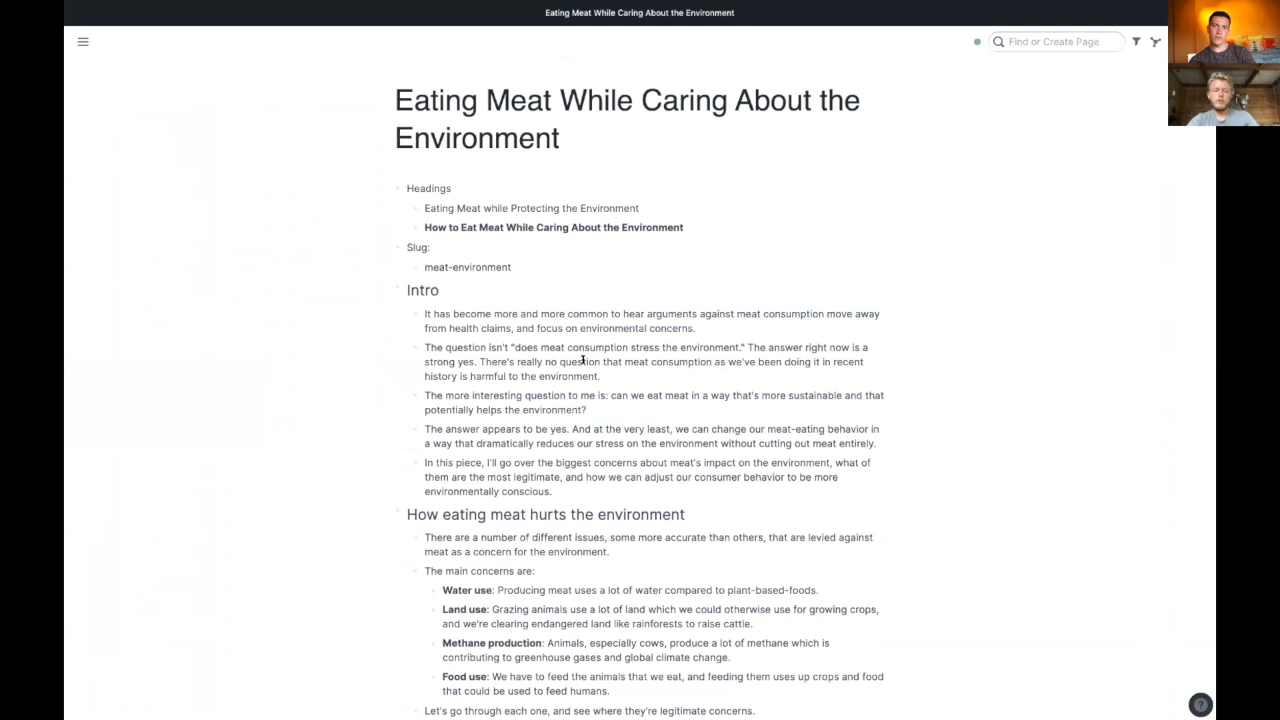 Eating Meat While Caring About the Environment
Find or Create Page
Eating Meat While Caring About the
Environment
Headings
Eating Meat while Protecting the Environment
How to Eat Meat While Caring About the Environment
Slug:
meat-environment
Intro
It has become more and more common to hear arguments against meat consumption move away
from health claims, and focus on environmental concerns.
The question isn't "does meat consumption stress the environment." The answer right now is a
strong yes. There's really no question that meat consumption as we've been doing it in recent
history is harmful to the environment.
The more interesting question to me is: can we eat meat in a way that's more sustainable and that
potentially helps the environment?
The answer appears to be yes. And at the very least, we can change our meat-eating behavior in
a way that dramatically reduces our stress on the environment without cutting out meat entirely.
In this piece, I'll go over the biggest concerns about meat's impact on the environment, what of
them are the most legitimate, and how we can adjust our consumer behavior to be more
environmentally conscious.
How eating meat hurts the environment
There are a number of different issues, some more accurate than others, that are levied against
meat as a concern for the environment.
The main concerns are:
Water use: Producing meat uses a lot of water compared to plant-based-foods.
Land use: Grazing animals use a lot of land which we could otherwise use for growing crops,
and we're clearing endangered land like rainforests to raise cattle.
Methane production: Animals, especially cows, produce a lot of methane which is
contributing to greenhouse gases and global climate change.
Food use: We have to feed the animals that we eat, and feeding them uses up crops and food
that could be used to feed humans.
Let's go through each one, and see where they're legitimate concerns.
?